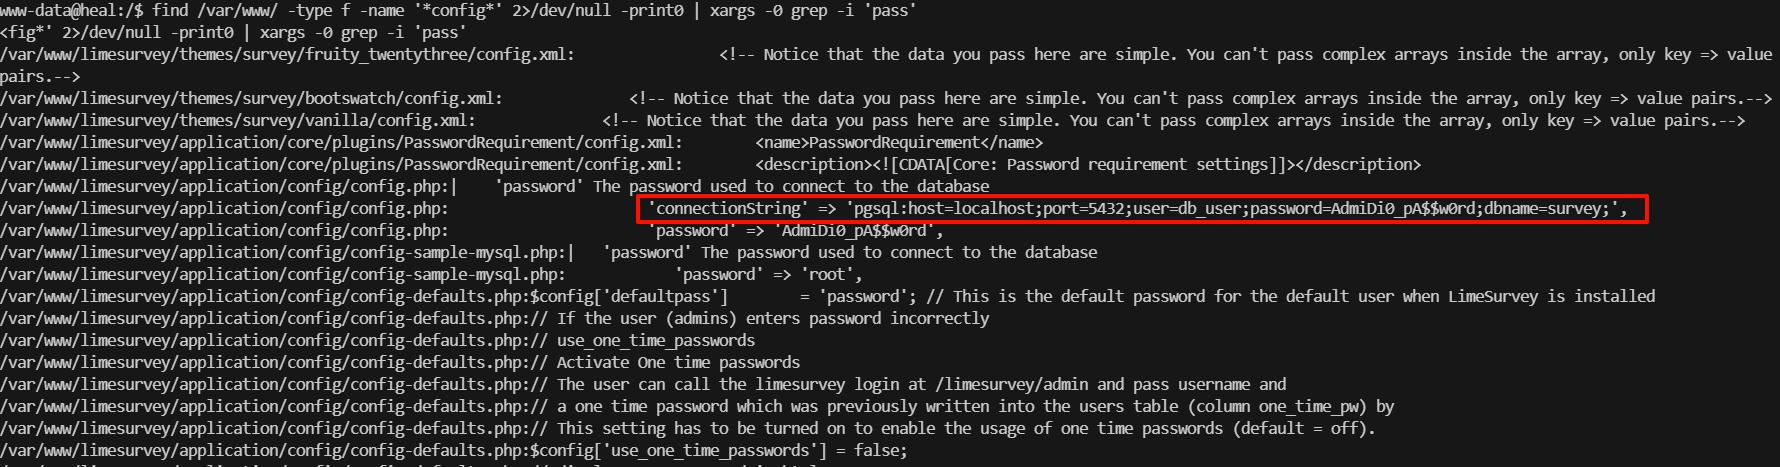 www-data@heal:/$ find /var/www/ -type f -name '*config*' 2>/dev/null -print0 | xargs -0 grep -i 'pass'
<fig*' 2>/dev/null -print0 | xargs -0 grep -i 'pass'
/var/www/limesurvey/themes/survey/fruity_twentythree/config.xml:                <!-- Notice that the data you pass here are simple. You can't pass complex arrays inside the array, only key => value
pairs.-->
/var/www/limesurvey/themes/survey/bootswatch/config.xml:              <!-- Notice that the data you pass here are simple. You can't pass complex arrays inside the array, only key => value pairs.-->
/var/www/limesurvey/themes/survey/vanilla/config.xml:              <!-- Notice that the data you pass here are simple. You can't pass complex arrays inside the array, only key => value pairs.-->
/var/www/limesurvey/application/core/plugins/PasswordRequirement/config.xml:        <name>PasswordRequirement</name>
/var/www/limesurvey/application/core/plugins/PasswordRequirement/config.xml:        <description><![CDATA[Core: Password requirement settings]]></description>
/var/www/limesurvey/application/config/config.php:|    'password' The password used to connect to the database
/var/www/limesurvey/application/config/config.php:                      'connectionString' => 'pgsql:host=localhost;port=5432;user=db_user;password=AdmiDi0_pA$$w0rd;dbname=survey;',
/var/www/limesurvey/application/config/config.php:                      'password' => 'AdmiDi0_pA$$w0rd',
/var/www/limesurvey/application/config/config-sample-mysql.php:|   'password' The password used to connect to the database
/var/www/limesurvey/application/config/config-sample-mysql.php:            'password' => 'root',
/var/www/limesurvey/application/config/config-defaults.php:$config['defaultpass']        = 'password'; // This is the default password for the default user when LimeSurvey is installed
/var/www/limesurvey/application/config/config-defaults.php:// If the user (admins) enters password incorrectly
/var/www/limesurvey/application/config/config-defaults.php:// use_one_time_passwords
/var/www/limesurvey/application/config/config-defaults.php:// Activate One time passwords
/var/www/limesurvey/application/config/config-defaults.php:// The user can call the limesurvey login at /limesurvey/admin and pass username and
/var/www/limesurvey/application/config/config-defaults.php:// a one time password which was previously written into the users table (column one_time_pw) by
/var/www/limesurvey/application/config/config-defaults.php:// This setting has to be turned on to enable the usage of one time passwords (default = off).
/var/www/limesurvey/application/config/config-defaults.php:$config['use_one_time_passwords'] = false;